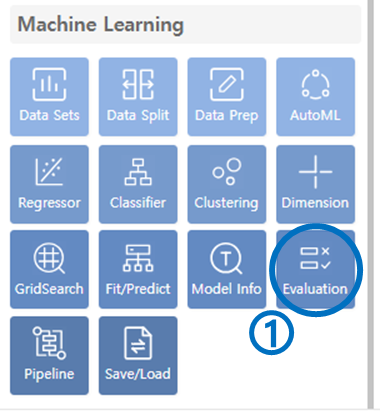 Machine Learning
Data Sets Data Split Data Prep AutoML
Regressor Classifier Clustering Dimension
GridSearch Fit/Predict Model Info Evaluation
①
Pipeline Save/Load